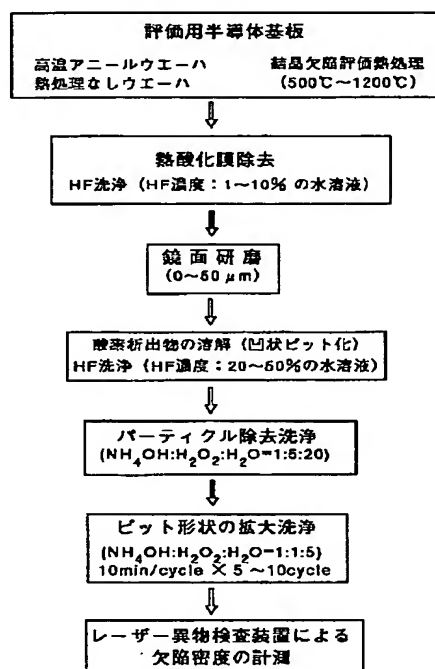 評価用半導体基板
高温アニールウエーハ 結晶欠陥評価熱処理
熱処理なしウエーハ (500℃～1200℃)
熱酸化膜除去
HF洗浄 (HF濃度：1～10% の水溶液)
鏡面研磨
(0～50 μm)
酸素析出物の溶解 (凹状ピット化)
HF洗浄 (HF濃度：20～50%の水溶液)
パーティクル除去洗浄
(NH4OH:H2O2:H2O=1:5:20)
ピット形状の拡大洗浄
(NH4OH:H2O2:H2O=1:1:5)
10min/cycle × 5 ～10cycle
レーザー異物検査装置による
欠陥密度の計測